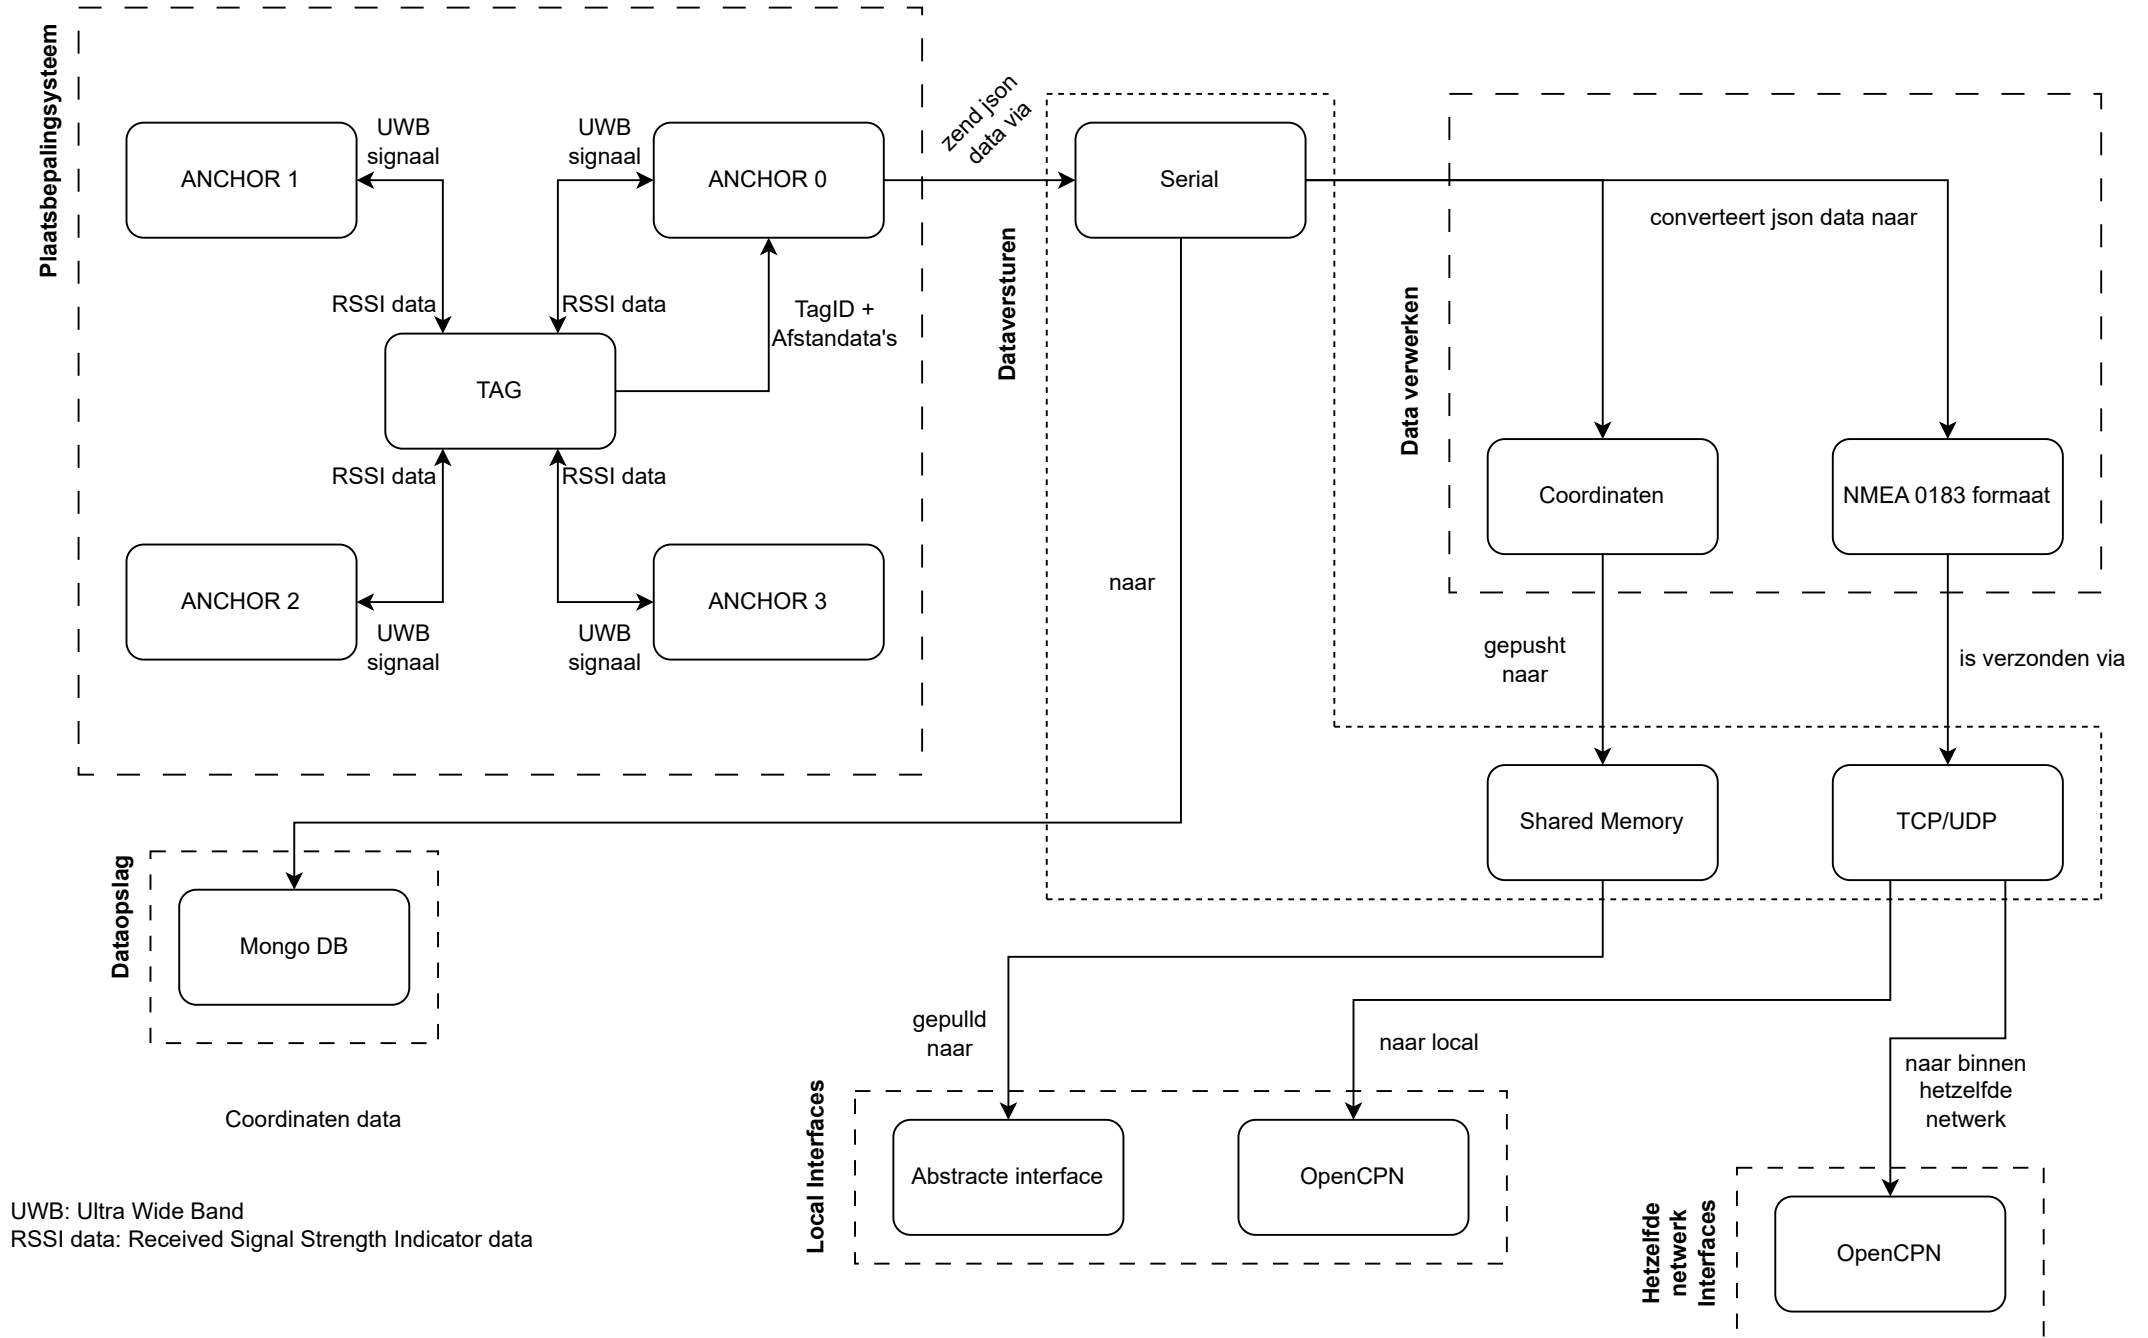 Plaatsbepalingsysteem
ANCHOR 1
UWB
signaal
UWB
signaal
ANCHOR 0
zend json
data via
Serial
converteert json data naar
RSSI data
RSSI data
TagID +
Afstandata's
TAG
RSSI data
RSSI data
ANCHOR 2
UWB
signaal
UWB
signaal
ANCHOR 3
Dataversturen
naar
Data verwerken
Coordinaten
NMEA 0183 formaat
gepusht
naar
is verzonden via
Shared Memory
TCP/UDP
Dataopslag
Mongo DB
gepulld
naar
naar local
naar binnen
hetzelfde
netwerk
Coordinaten data
Local Interfaces
Abstracte interface
OpenCPN
Hetzelfde
netwerk
Interfaces
OpenCPN
UWB: Ultra Wide Band
RSSI data: Received Signal Strength Indicator data